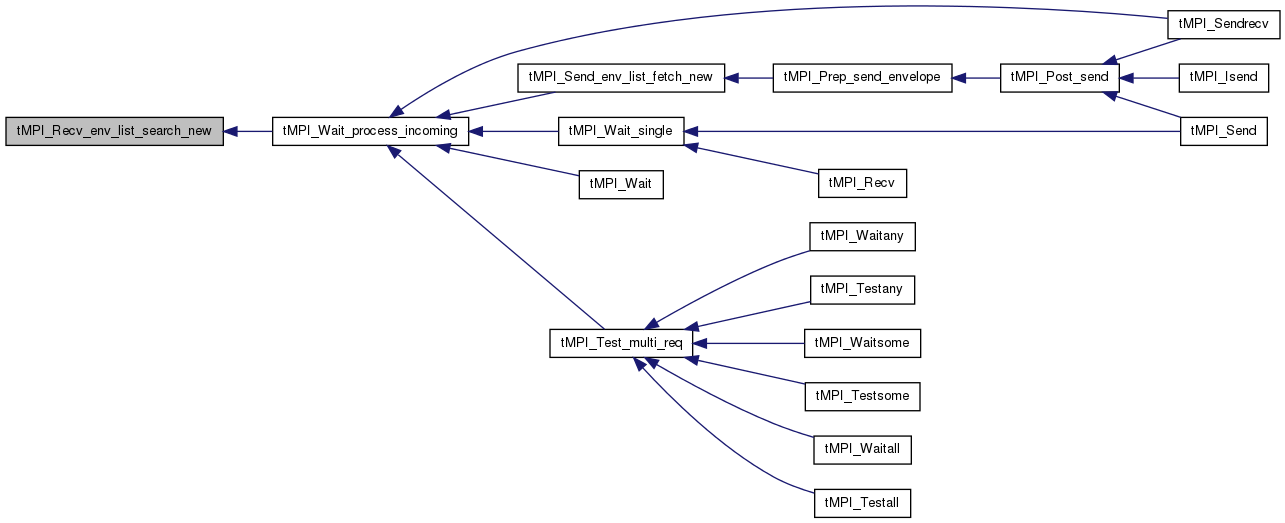 tMPI_Sendrecv
tMPI_Send_env_list_fetch_new
tMPI_Prep_send_envelope
tMPI_Post_send
tMPI_Isend
tMPI_Recv_env_list_search_new
tMPI_Wait_process_incoming
tMPI_Wait_single
tMPI_Send
tMPI_Wait
tMPI_Recv
tMPI_Waitany
tMPI_Testany
tMPI_Test_multi_req
tMPI_Waitsome
tMPI_Testsome
tMPI_Waitall
tMPI_Testall